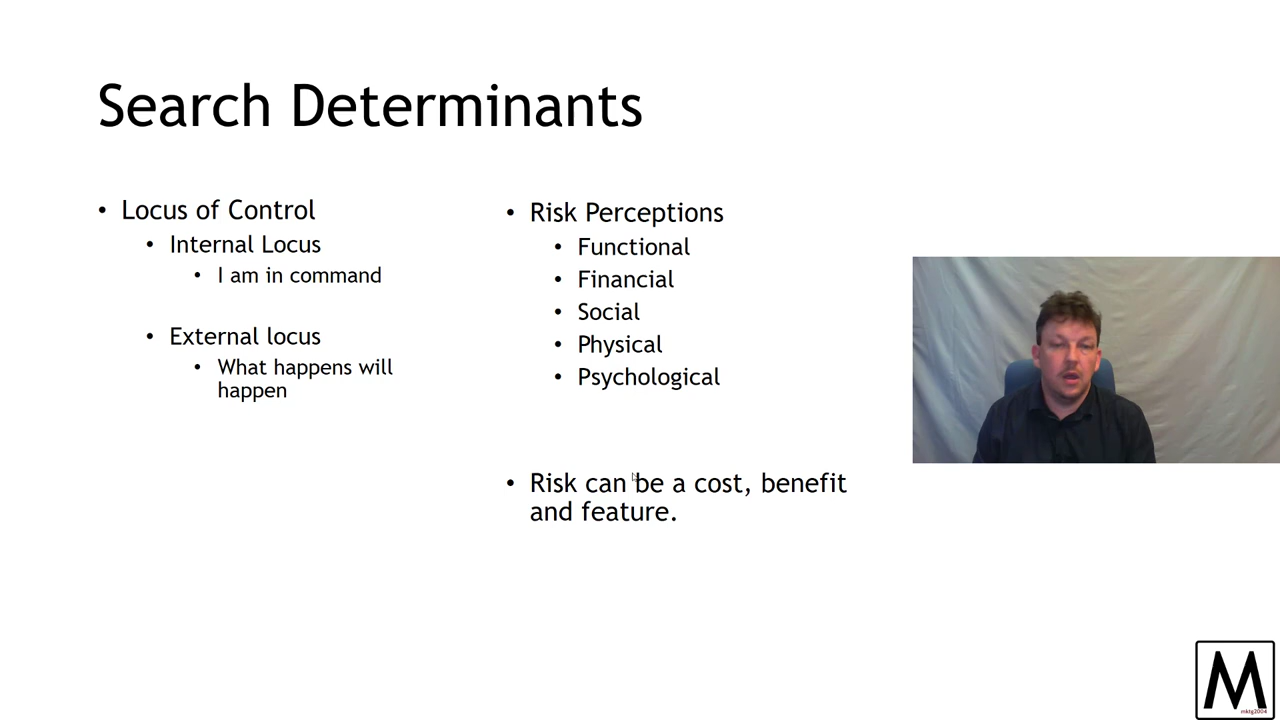 Search Determinants
• Locus of Control
• Internal Locus
• I am in command
• External locus
• What happens will
happen
• Risk Perceptions
• Functional
• Financial
• Social
• Physical
• Psychological
• Risk can be a cost, benefit
and feature.
M
mktg2004